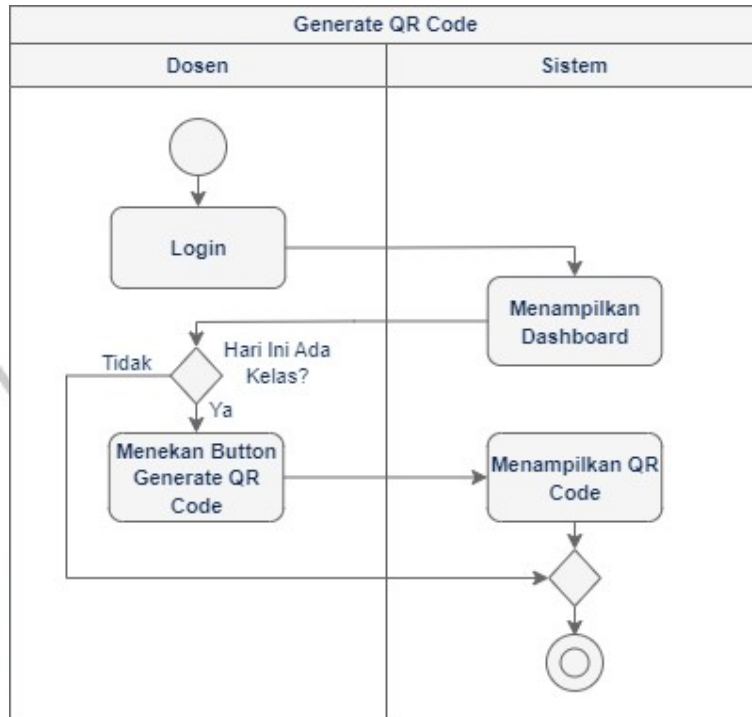 Generate QR Code
Dosen
Sistem
Login
Menampilkan
Dashboard
Hari Ini Ada
Kelas?
Tidak
Ya
Menekan Button
Generate QR
Code
Menampilkan QR
Code